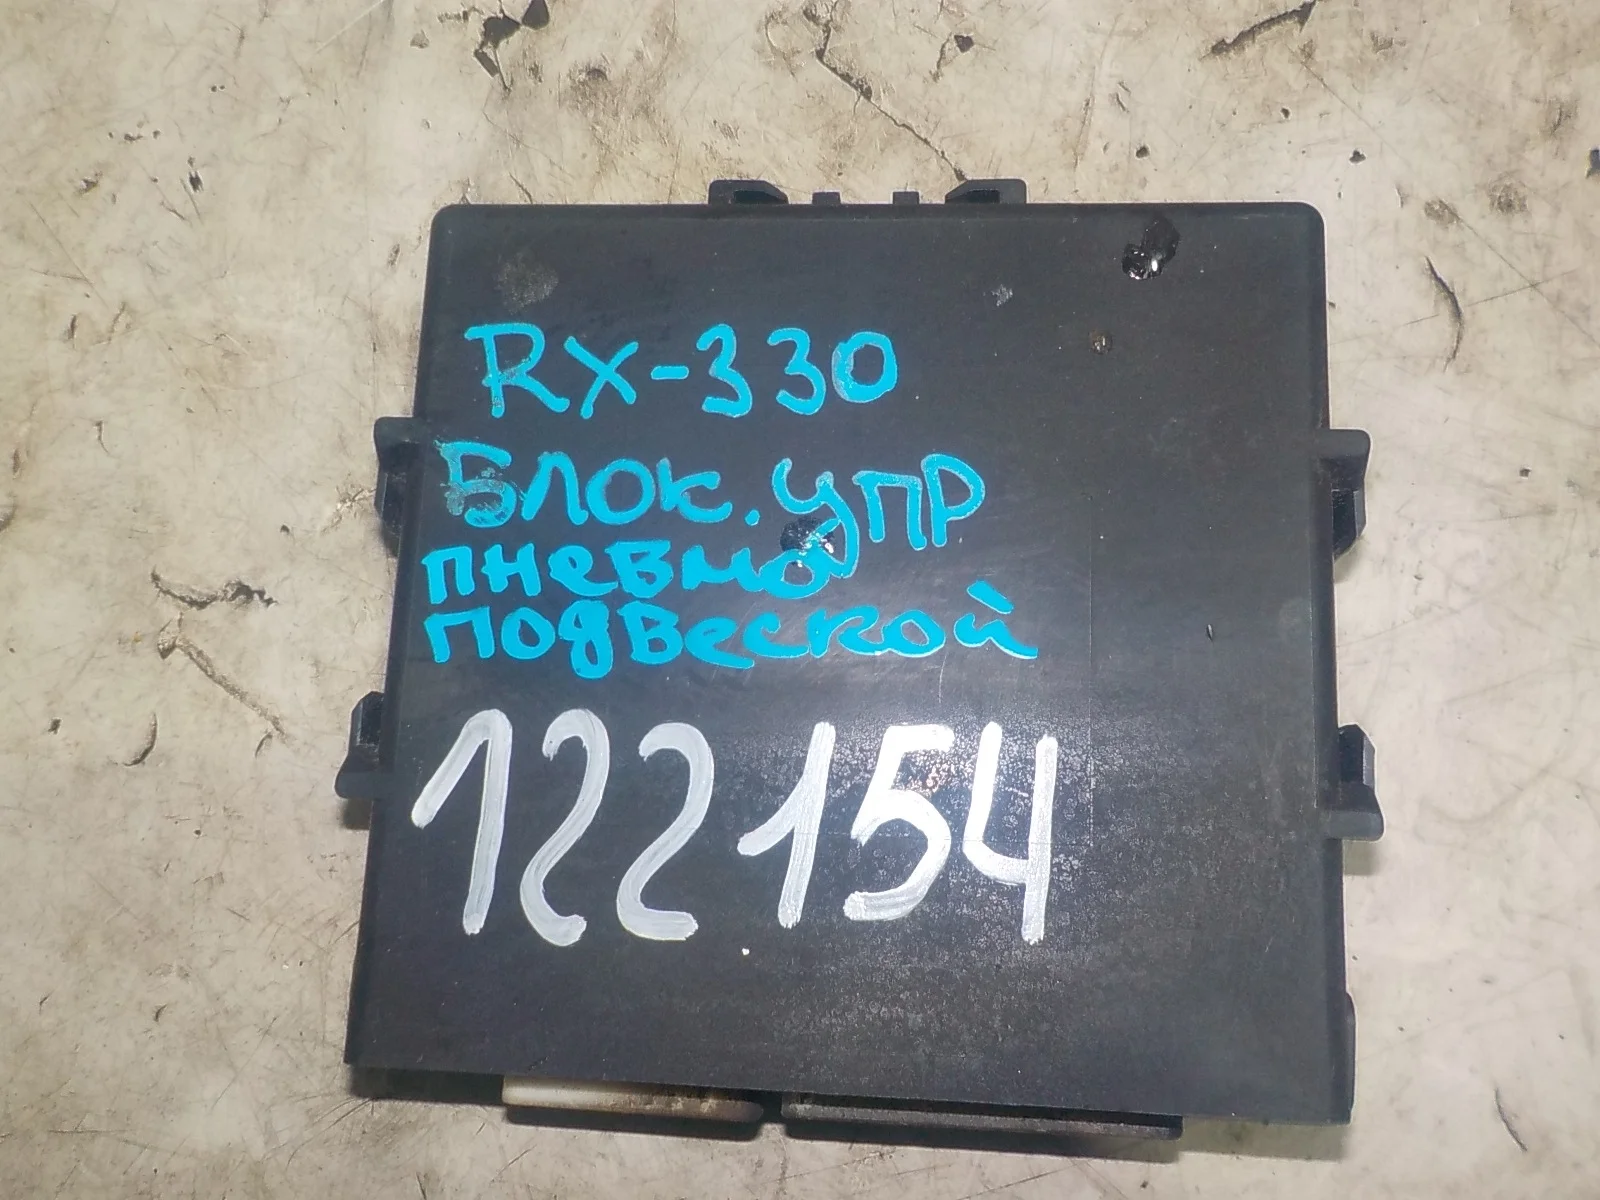 RX-330
Блок.упр
пневмо
подвеской
122154